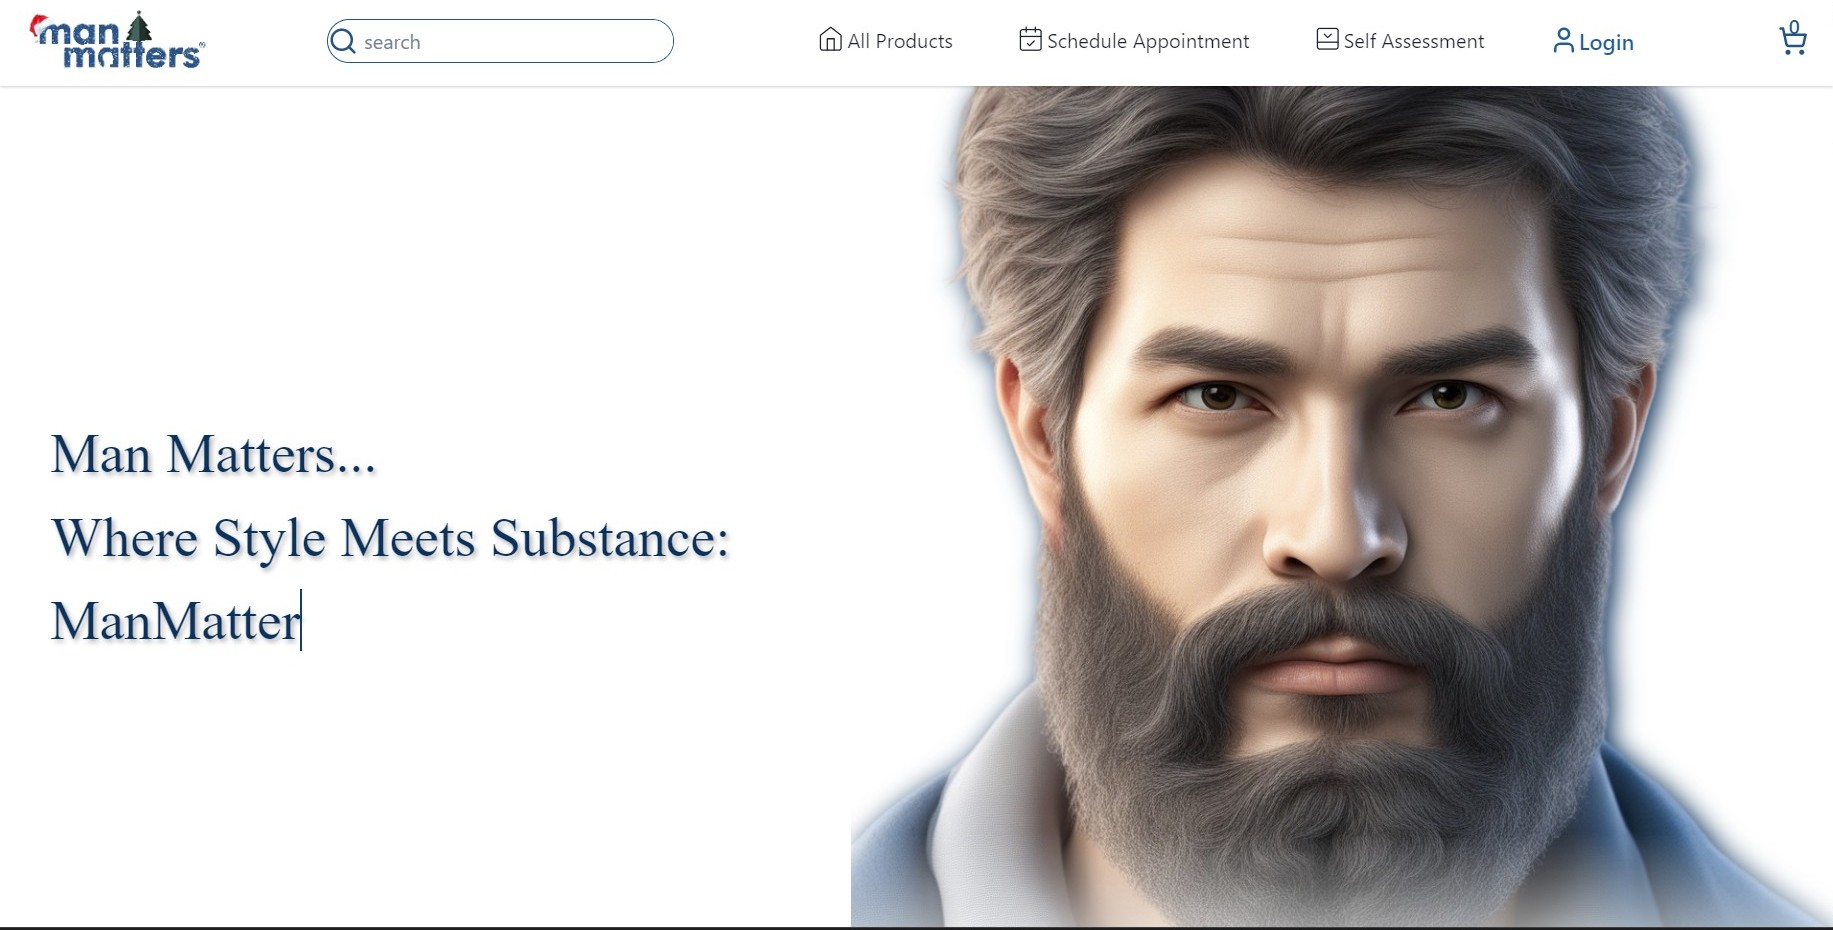 man
matters
search
All Products
Schedule Appointment
Self Assessment
Login
0
Man Matters...
Where Style Meets Substance:
ManMatter